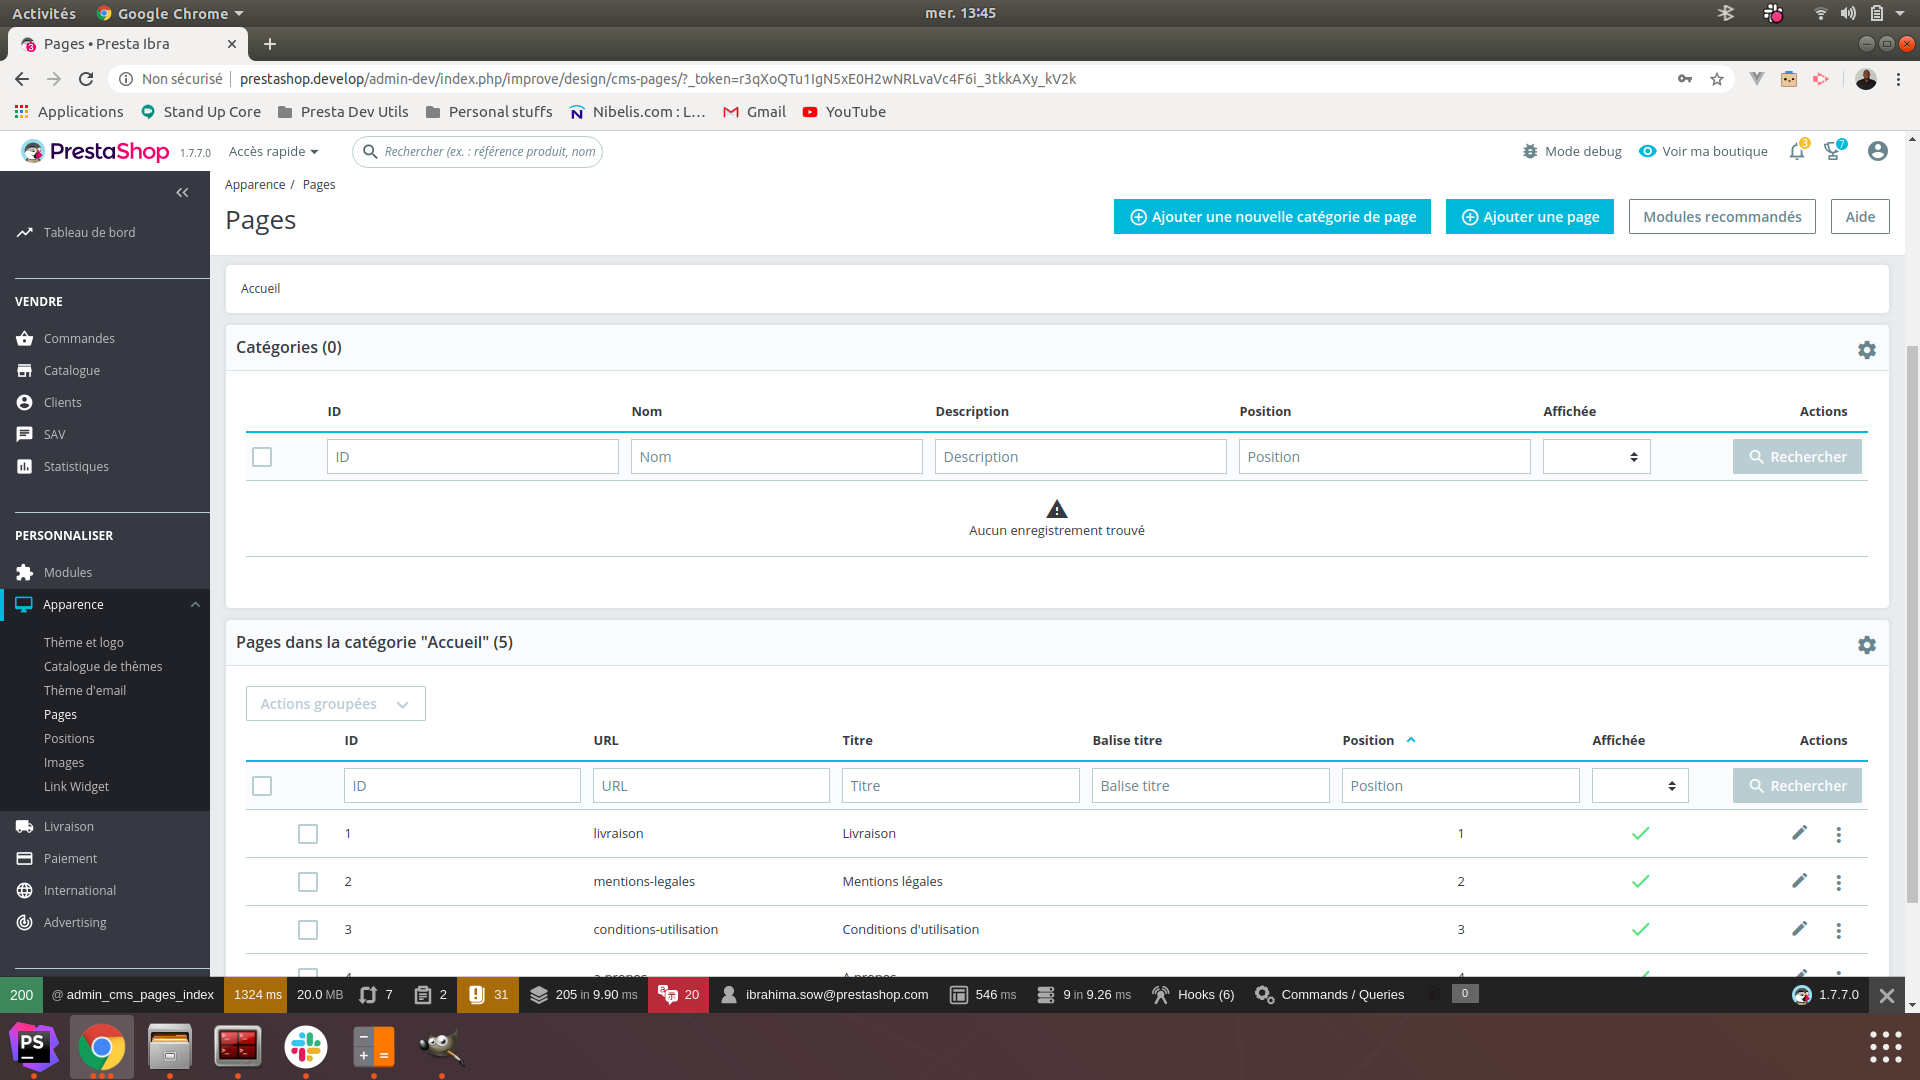 Activités Google Chrome mer. 13:45
Pages • Presta Ibra
Non sécurisé prestashop.develop/admin-dev/index.php/improve/design/cms-pages/?_token=r3qXoQTu1IgN5xE0H2wNRLvaVc4F6i_3tkkAXy_kV2k
Applications Stand Up Core Presta Dev Utils Personal stuffs Nibelis.com : L… Gmail YouTube
PrestaShop 1.7.7.0 Accès rapide Rechercher (ex. : référence produit, nom Mode debug Voir ma boutique 3 7
Apparence / Pages
Pages
Ajouter une nouvelle catégorie de page Ajouter une page Modules recommandés Aide
Tableau de bord
VENDRE
Commandes
Catalogue
Clients
SAV
Statistiques
PERSONNALISER
Modules
Apparence
Thème et logo
Catalogue de thèmes
Thème d'email
Pages
Positions
Images
Link Widget
Livraison
Paiement
International
Advertising
Accueil
Catégories (0)
ID Nom Description Position Affichée Actions
ID Nom Description Position Rechercher
Aucun enregistrement trouvé
Pages dans la catégorie "Accueil" (5)
Actions groupées
ID URL Titre Balise titre Position Affichée Actions
ID URL Titre Balise titre Position Rechercher
1 livraison Livraison 1
2 mentions-legales Mentions légales 2
3 conditions-utilisation Conditions d'utilisation 3
200 @ admin_cms_pages_index 1324 ms 20.0 MB 7 2 31 205 in 9.90 ms 20 ibrahima.sow@prestashop.com 546 ms 9 in 9.26 ms Hooks (6) Commands / Queries 0 1.7.7.0
PS